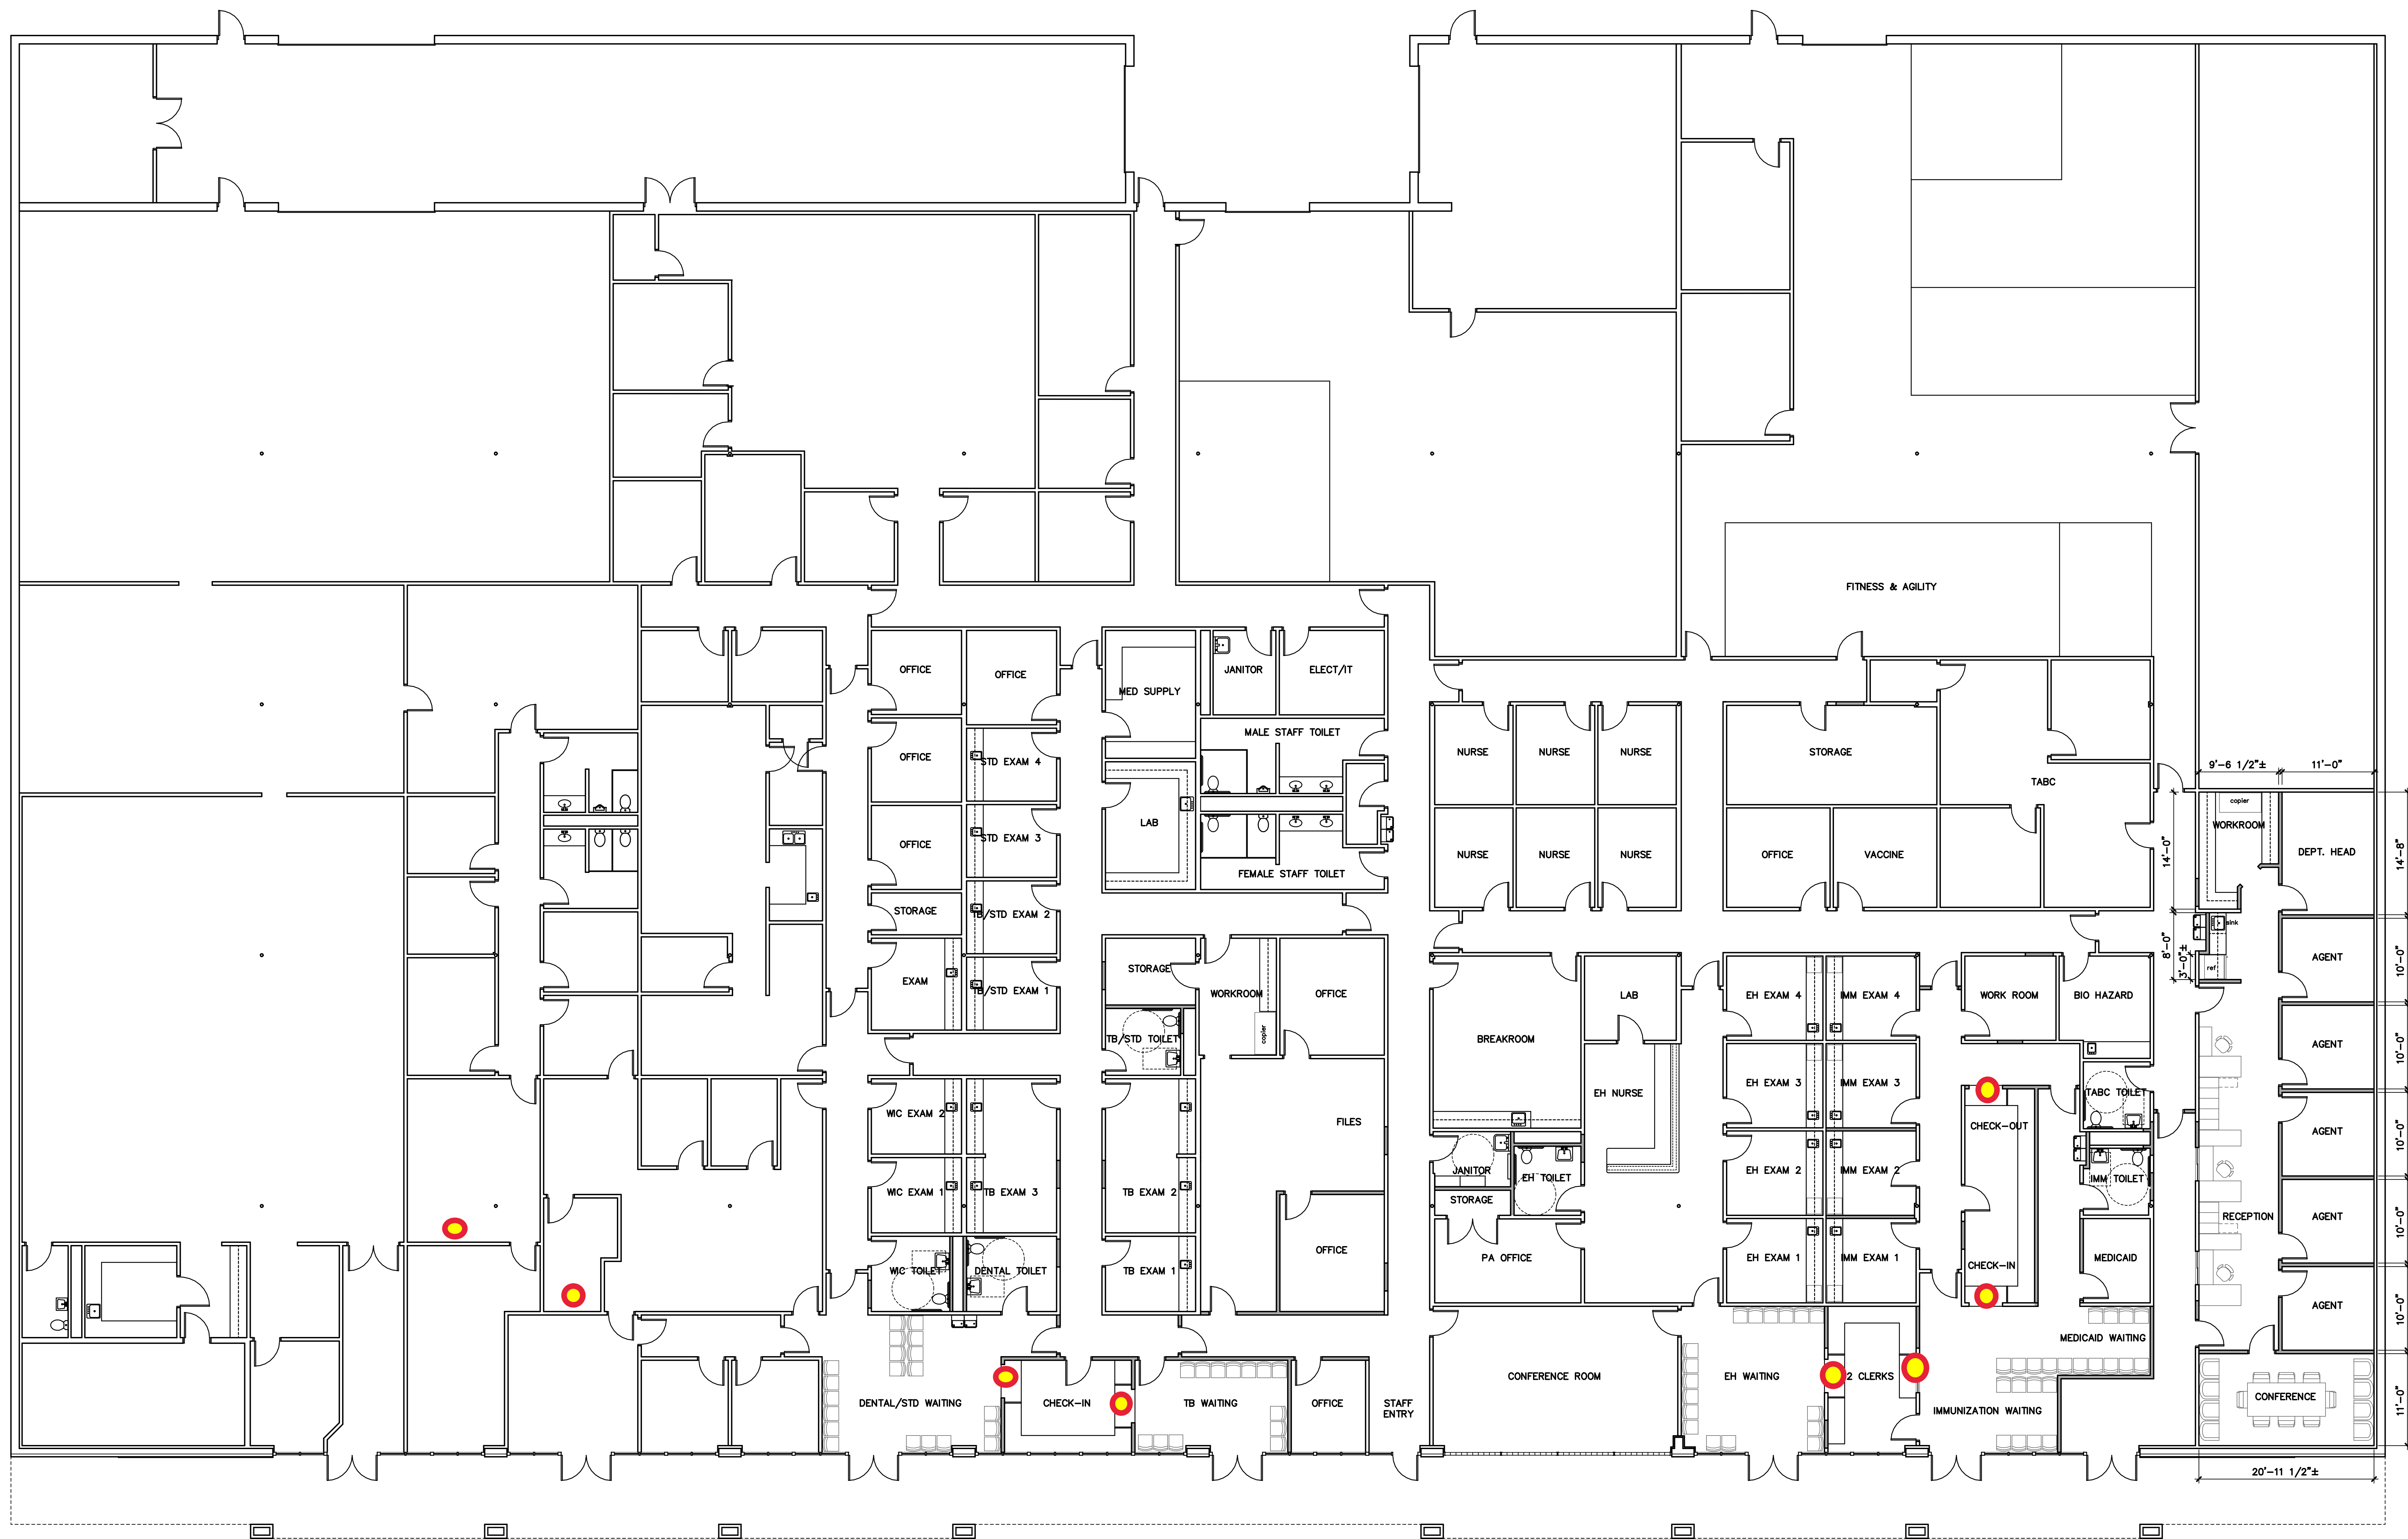 FITNESS & AGILITY
OFFICE
OFFICE
MED SUPPLY
JANITOR
ELECT/IT
MALE STAFF TOILET
OFFICE
STD EXAM 4
NURSE
NURSE
NURSE
STORAGE
TABC
9'-6 1/2"±
11'-0"
copier
WORKROOM
LAB
OFFICE
STD EXAM 3
NURSE
NURSE
NURSE
OFFICE
VACCINE
14'-0"
DEPT. HEAD
14'-8"
FEMALE STAFF TOILET
STORAGE
TB/STD EXAM 2
sink
8'-0"
3'-0"±
ref
AGENT
10'-0"
EXAM
TB/STD EXAM 1
STORAGE
WORKROOM
OFFICE
LAB
EH EXAM 4
IMM EXAM 4
WORK ROOM
BIO HAZARD
copier
TB/STD TOILET
BREAKROOM
AGENT
10'-0"
WIC EXAM 2
FILES
EH NURSE
EH EXAM 3
IMM EXAM 3
TABC TOILET
CHECK-OUT
AGENT
10'-0"
JANITOR
EH TOILET
EH EXAM 2
IMM EXAM 2
IMM TOILET
WIC EXAM 1
TB EXAM 3
TB EXAM 2
STORAGE
RECEPTION
AGENT
10'-0"
OFFICE
PA OFFICE
EH EXAM 1
IMM EXAM 1
CHECK-IN
MEDICAID
WIC TOILET
DENTAL TOILET
TB EXAM 1
AGENT
10'-0"
MEDICAID WAITING
DENTAL/STD WAITING
CHECK-IN
TB WAITING
OFFICE
STAFF
ENTRY
CONFERENCE ROOM
EH WAITING
2 CLERKS
IMMUNIZATION WAITING
CONFERENCE
11'-0"
20'-11 1/2"±